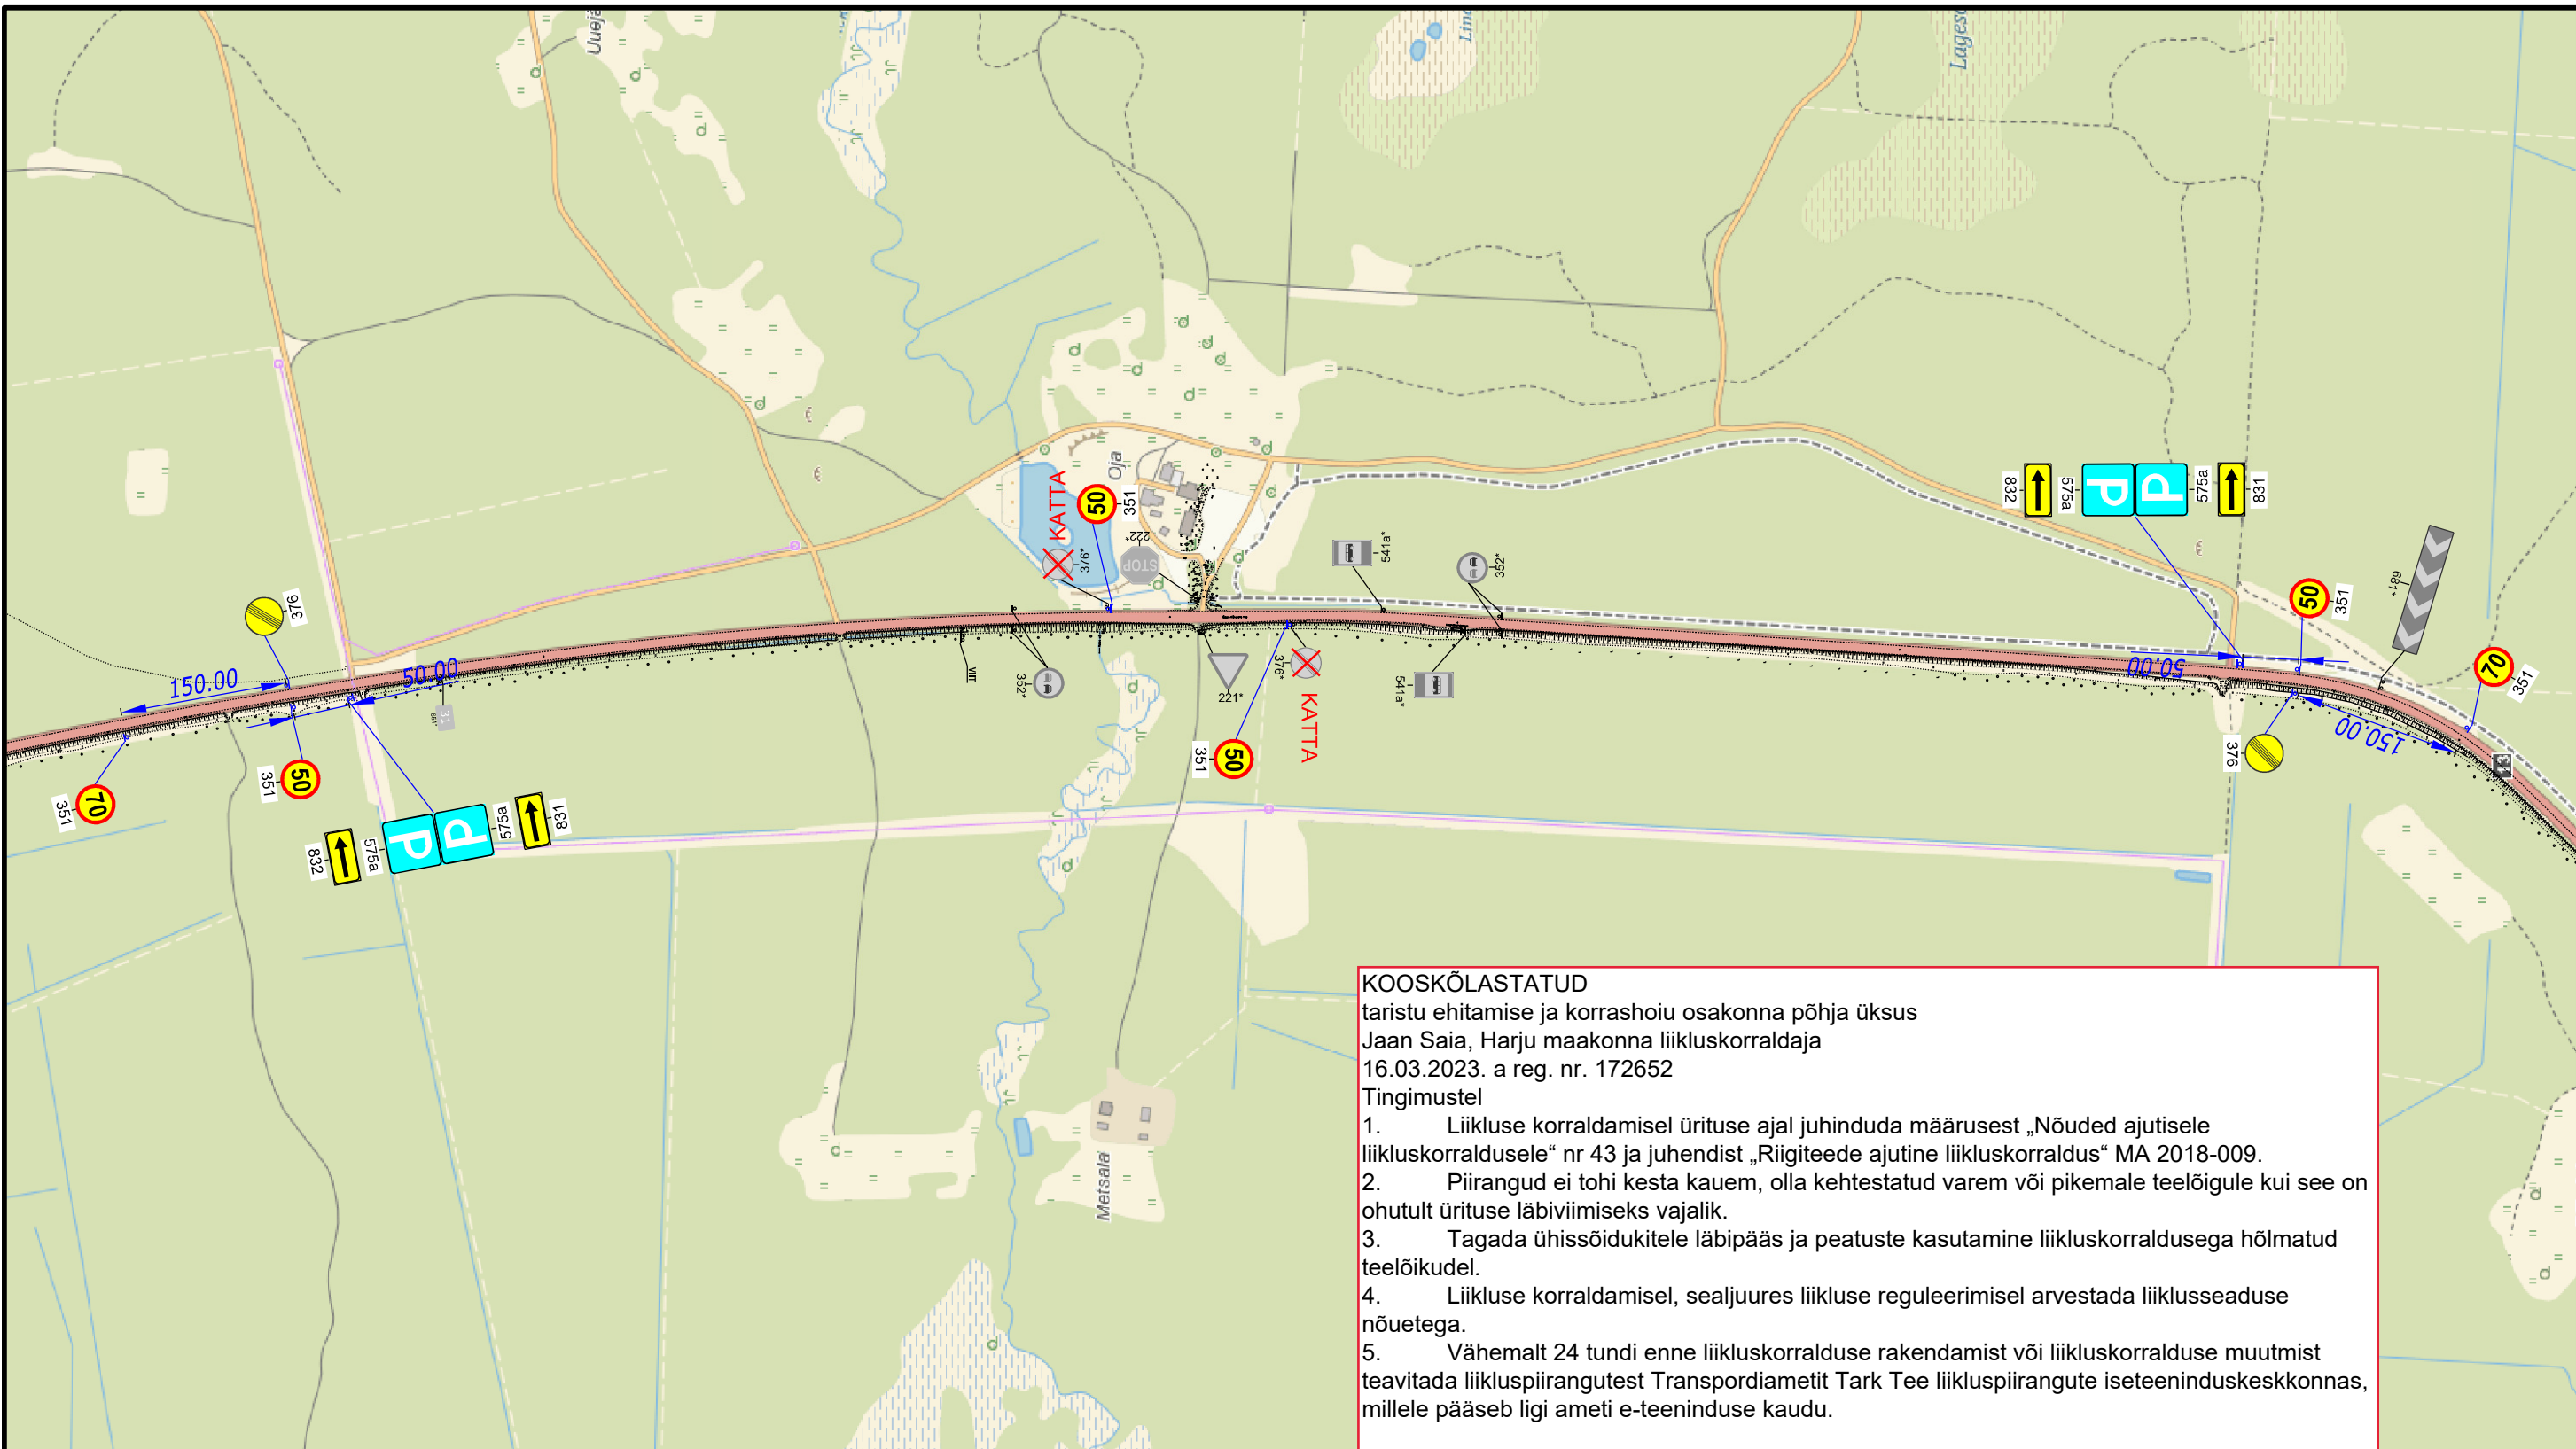 Uuejä
Lind
Lageso
Oja
KATTA
50
351
376*
222*
STOP
541a*
352*
832
575a
P
P
575a
831
50
351
681*
70
351
376
150.00
50.00
31
VIIT
352*
221*
376*
KATTA
541a*
351
50
50.00
376
150.00
13
351
70
351
50
832
575a
P
P
575a
831
Metsala
KOOSKÕLASTATUD
taristu ehitamise ja korrashoiu osakonna põhja üksus
Jaan Saia, Harju maakonna liikluskorraldaja
16.03.2023. a reg. nr. 172652
Tingimustel
1. Liikluse korraldamisel ürituse ajal juhinduda määrusest „Nõuded ajutisele
liikluskorraldusele“ nr 43 ja juhendist „Riigiteede ajutine liikluskorraldus“ MA 2018-009.
2. Piirangud ei tohi kesta kauem, olla kehtestatud varem või pikemale teelõigule kui see on
ohutult ürituse läbiviimiseks vajalik.
3. Tagada ühissõidukitele läbipääs ja peatuste kasutamine liikluskorraldusega hõlmatud
teelõikudel.
4. Liikluse korraldamisel, sealjuures liikluse reguleerimisel arvestada liiklusseaduse
nõuetega.
5. Vähemalt 24 tundi enne liikluskorralduse rakendamist või liikluskorralduse muutmist
teavitada liikluspiirangutest Transpordiametit Tark Tee liikluspiirangute iseteeninduskeskkonnas,
millele pääseb ligi ameti e-teeninduse kaudu.